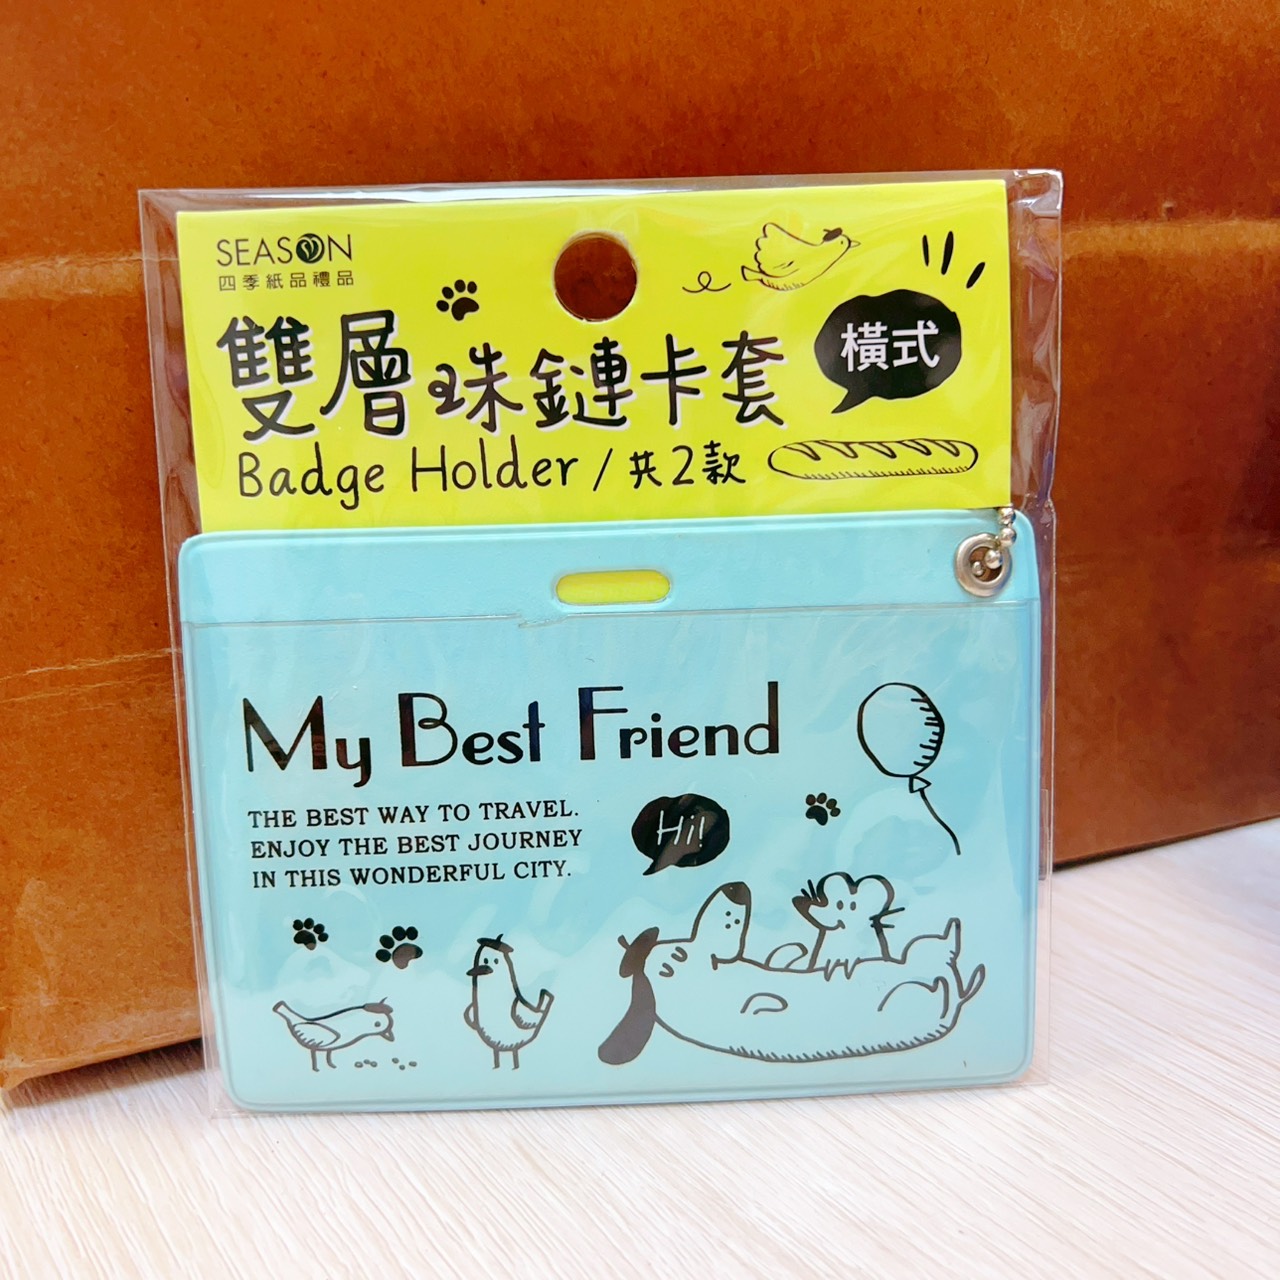 SEASON
四季紙品禮品
雙層珠鏈卡套
橫式
Badge Holder / 共2款
My Best Friend
THE BEST WAY TO TRAVEL.
ENJOY THE BEST JOURNEY
IN THIS WONDERFUL CITY.
Hi!